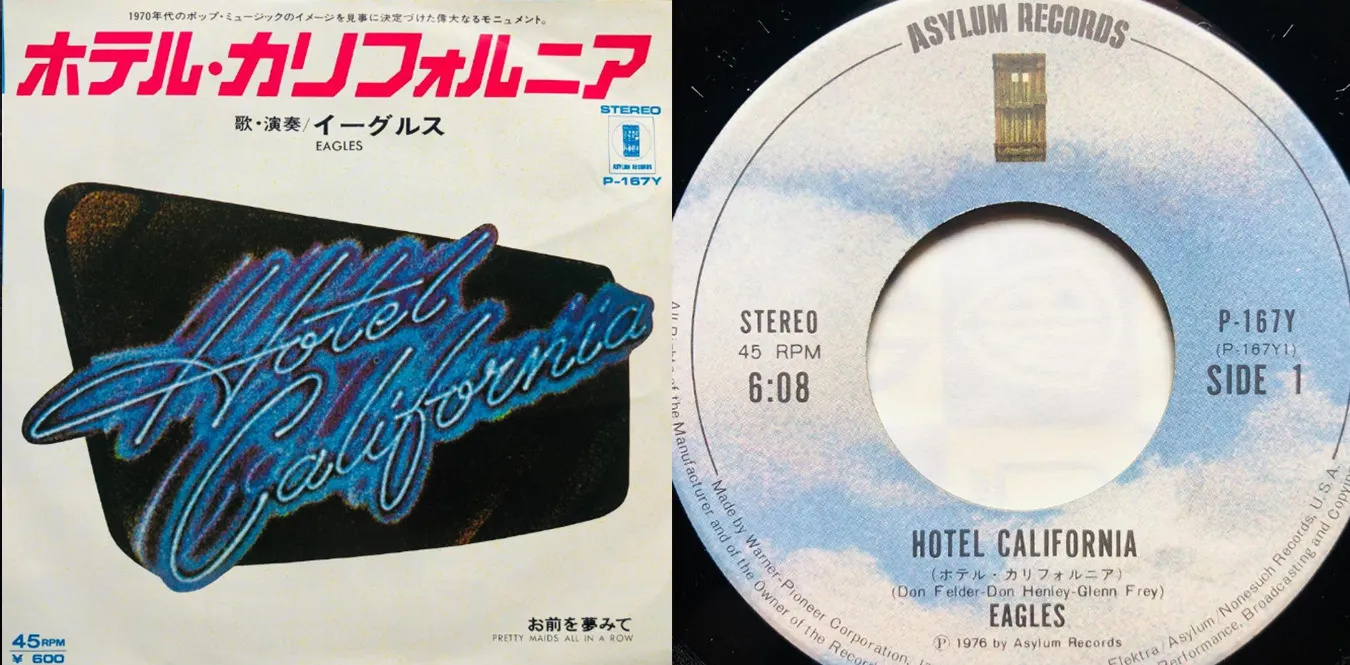 1970年代のポップ・ミュージックのイメージを見事に決定づけた偉大なるモニュメント。
ホテル・カリフォルニア
歌・演奏/イーグルス
EAGLES
STEREO
ASYLUM RECORDS
P-167Y
Hotel
California
お前を夢みて
PRETTY MAIDS ALL IN A ROW
45RPM
¥ 600
ASYLUM RECORDS
STEREO
45 RPM
6:08
P-167Y
(P-167Y1)
SIDE 1
HOTEL CALIFORNIA
(ホテル・カリフォルニア)
(Don Felder-Don Henley-Glenn Frey)
EAGLES
Ⓟ 1976 by Asylum Records
Made by Warner-Pioneer Corporation,
All Rights of the Manufacturer and of the Owner of the
Elektra/Asylum/Nonesuch Records, U.S.A.
Performance, Broadcasting and